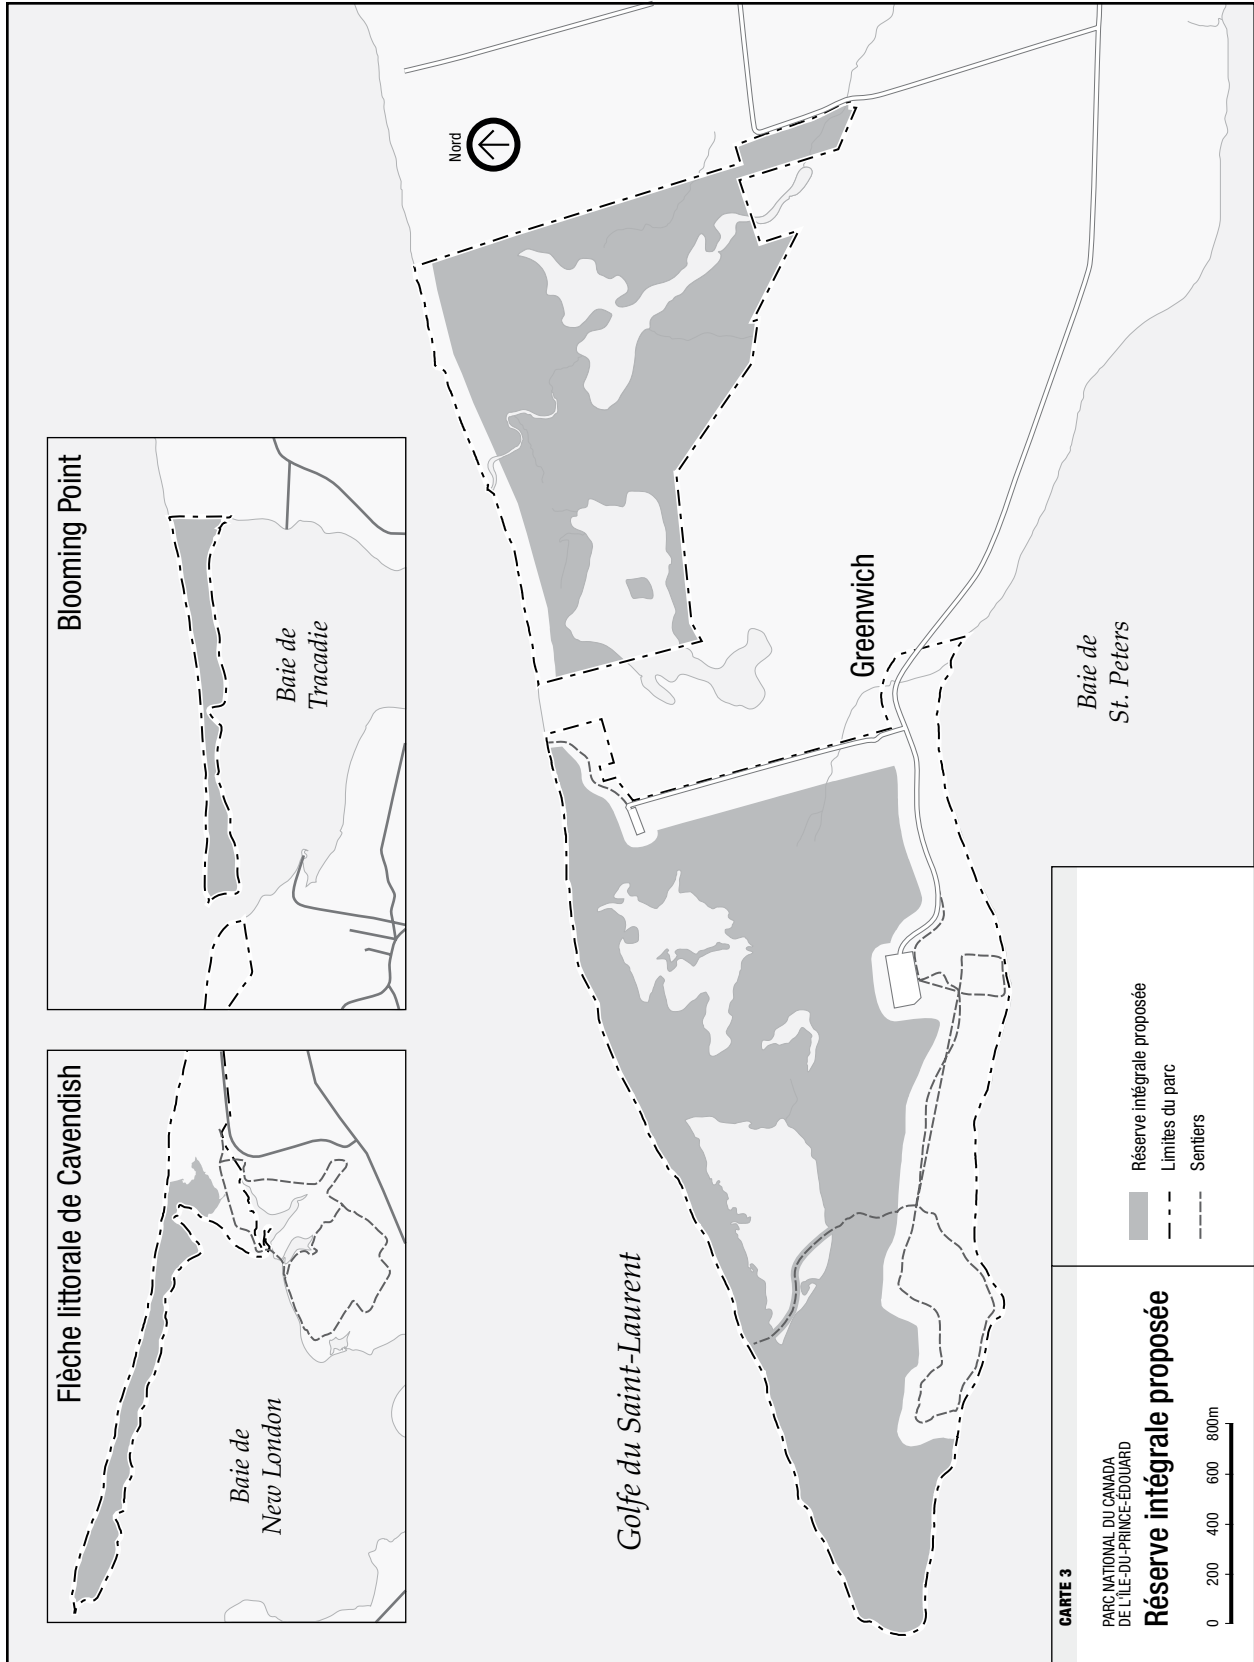 Flèche littorale de Cavendish
Baie de
New London
Blooming Point
Baie de
Tracadie
Nord
Golfe du Saint-Laurent
Greenwich
Baie de
St. Peters
CARTE 3
PARC NATIONAL DU CANADA
DE L'ÎLE-DU-PRINCE-ÉDOUARD
Réserve intégrale proposée
0 200 400 600 800m
Réserve intégrale proposée
Limites du parc
Sentiers